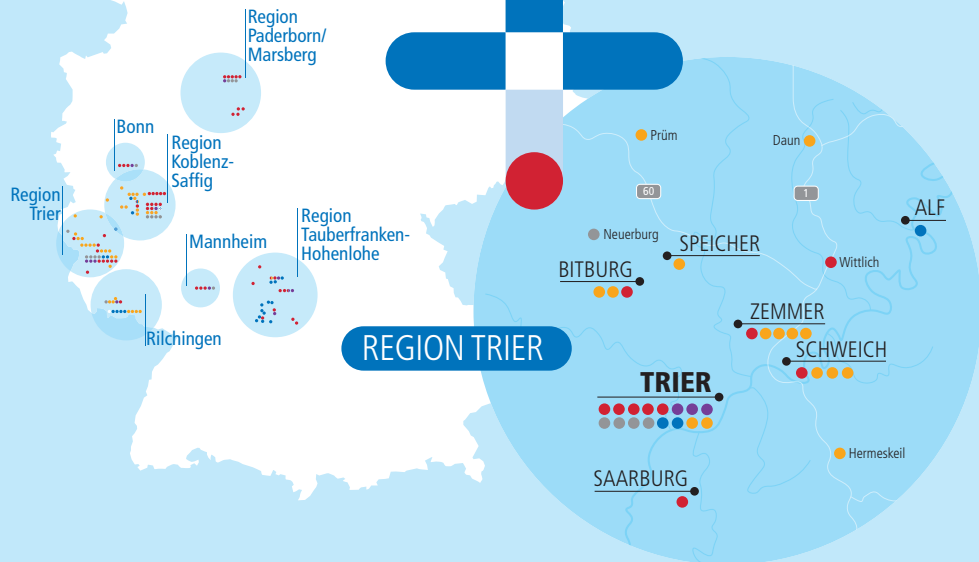 Region
Paderborn/
Marsberg
Bonn
Region
Koblenz-
Saffig
Region
Trier
Mannheim
Region
Tauberfranken-
Hohenlohe
Rilchingen
REGION TRIER
Prüm
Daun
60
1
ALF
Neuerburg
SPEICHER
BITBURG
Wittlich
ZEMMER
SCHWEICH
TRIER
Hermeskeil
SAARBURG